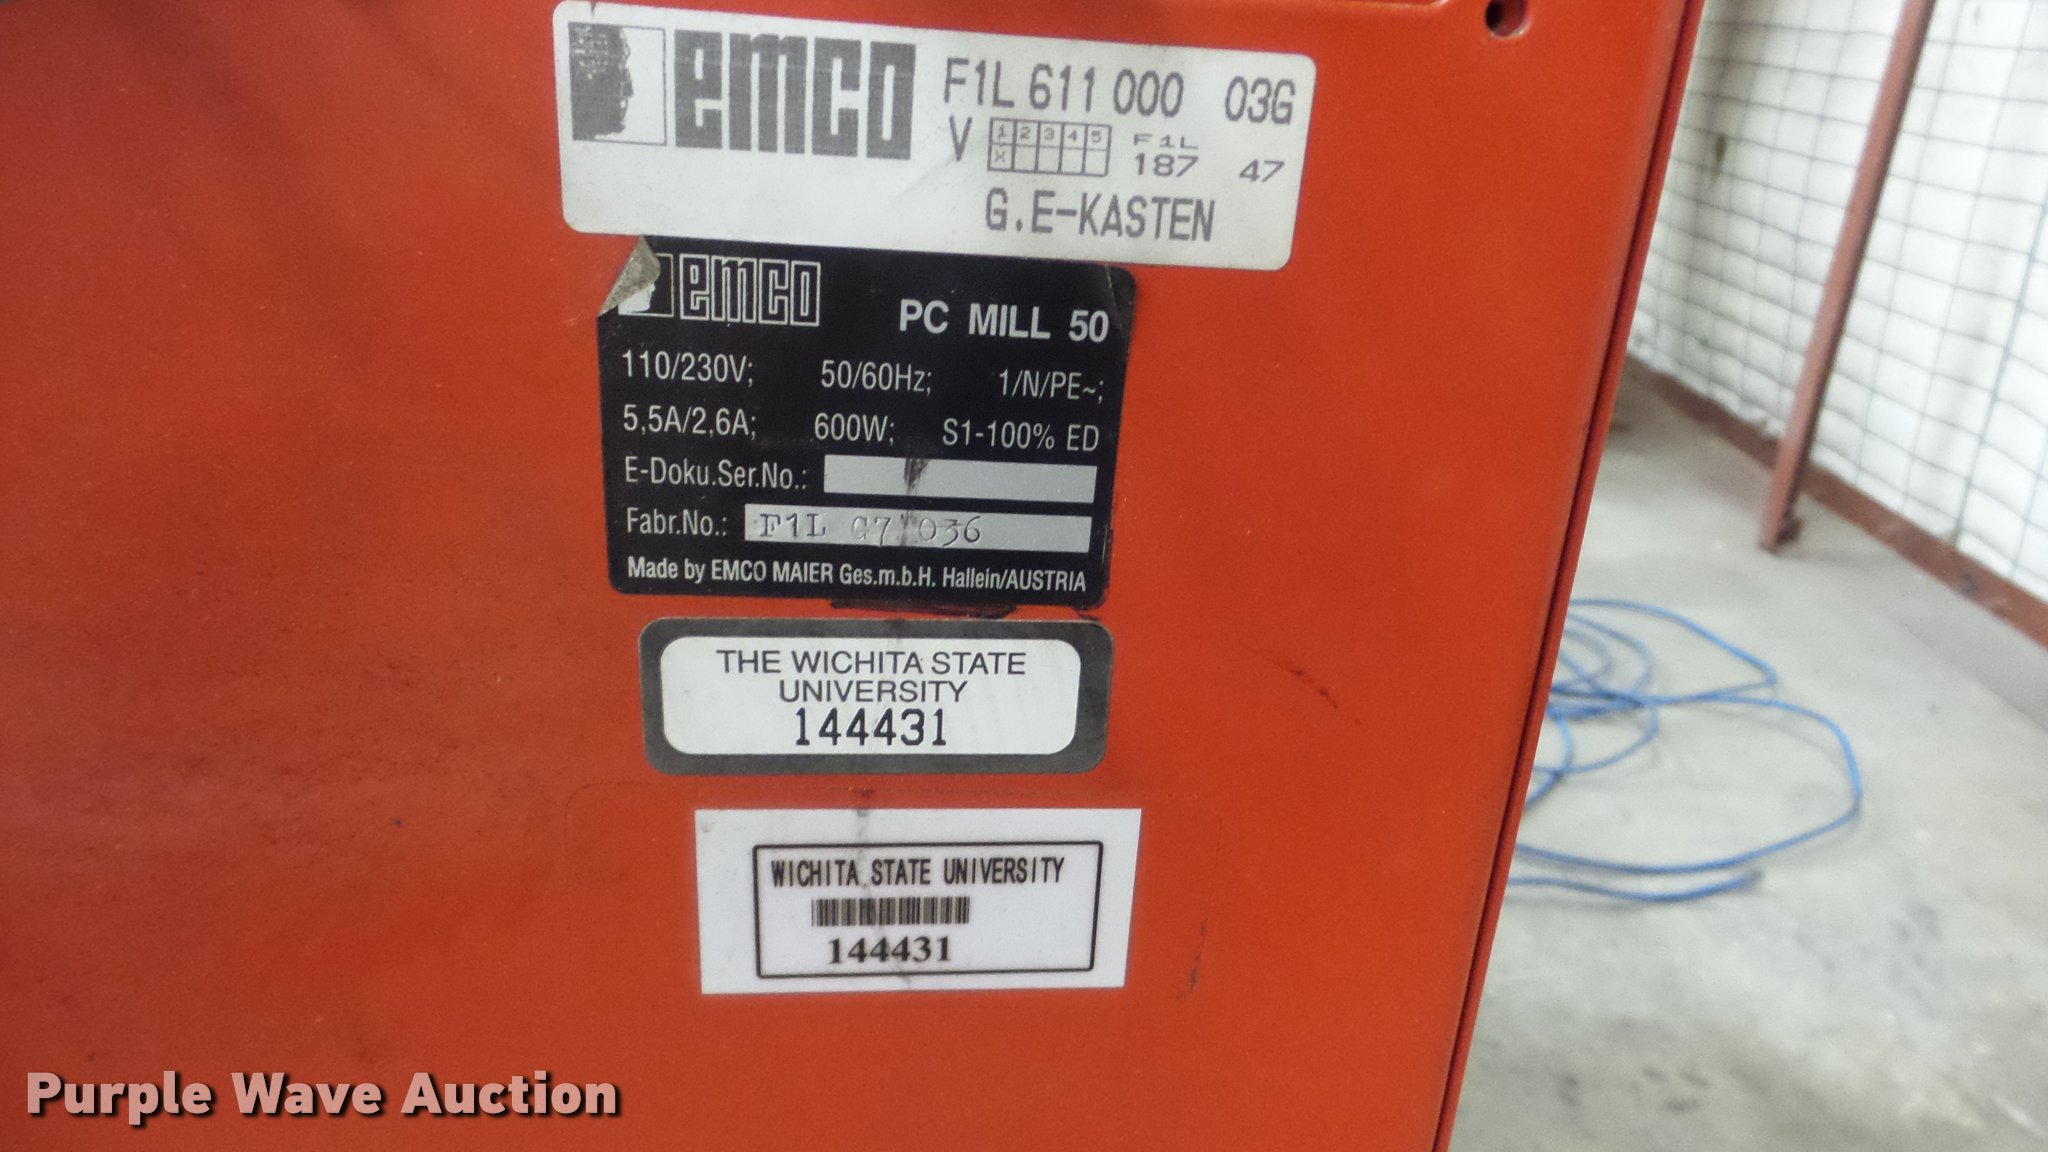 emco F1L 611 000 03G
V 1 2 3 4 5 F1L
X 187 47
G.E-KASTEN
emco PC MILL 50
110/230V; 50/60Hz; 1/N/PE~;
5,5A/2,6A; 600W; S1-100% ED
E-Doku.Ser.No.:
Fabr.No.: F1L 036
Made by EMCO MAIER Ges.m.b.H. Hallein/AUSTRIA
THE WICHITA STATE
UNIVERSITY
144431
WICHITA STATE UNIVERSITY
144431
Purple Wave Auction